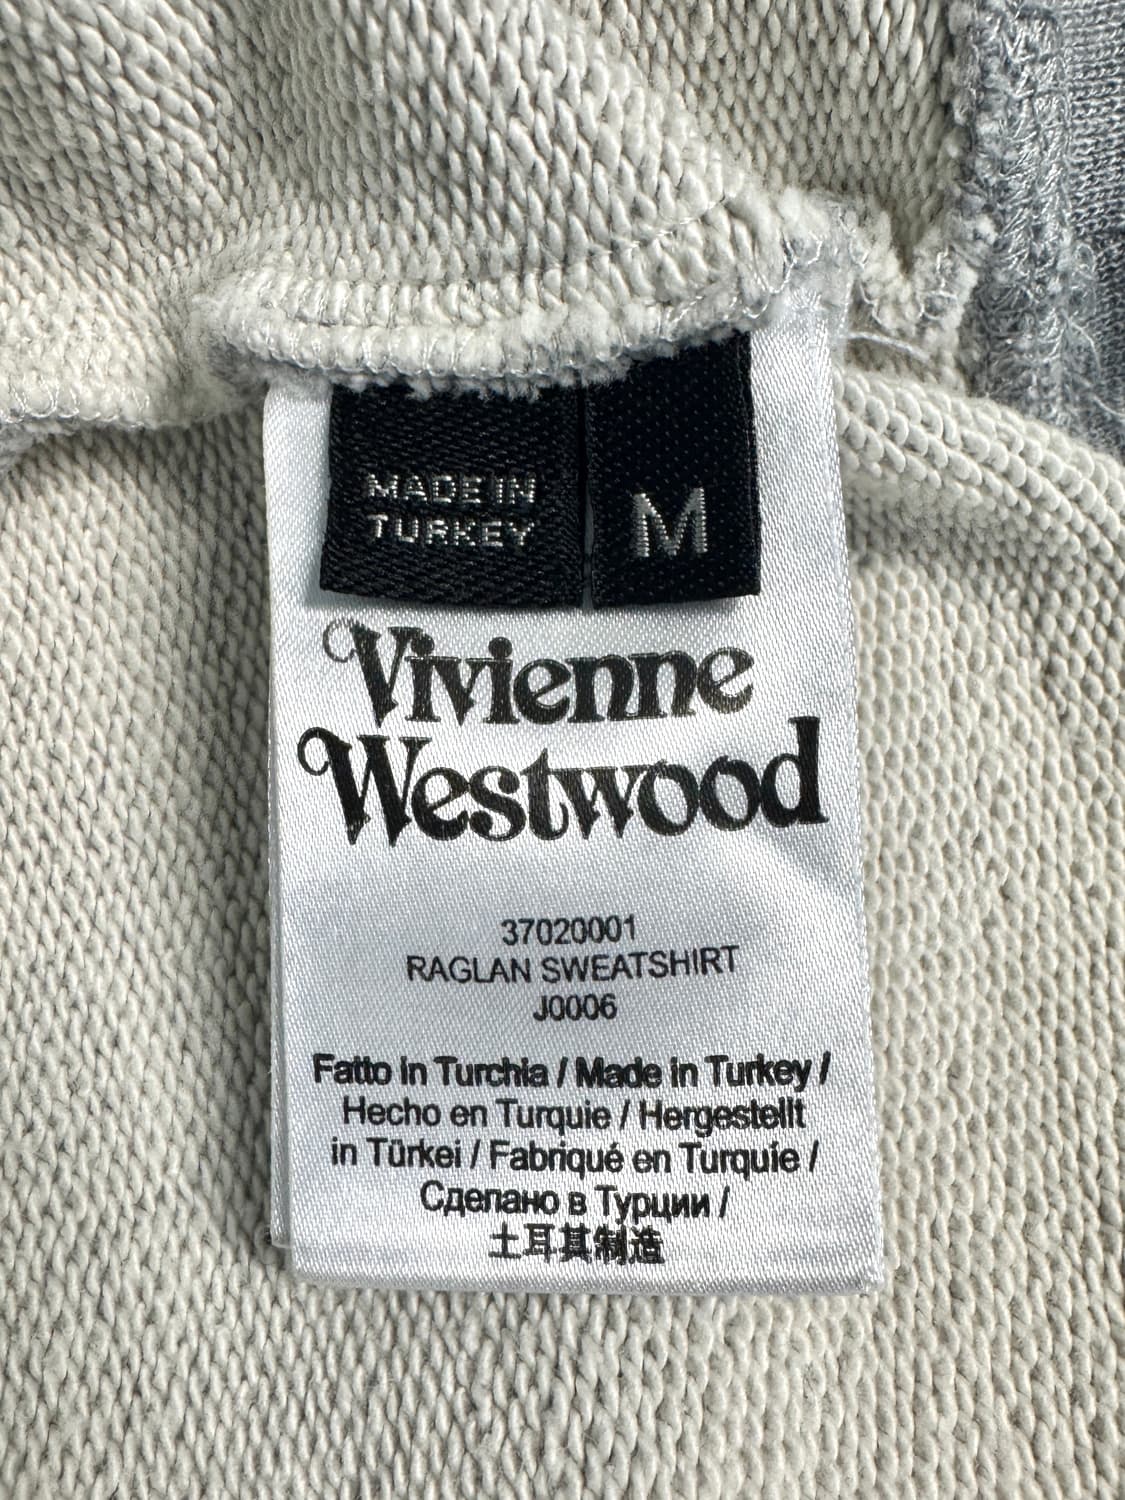 MADE IN
TURKEY
M
Vivienne
Westwood
37020001
RAGLAN SWEATSHIRT
J0006
Fatto in Turchia / Made in Turkey /
Hecho en Turquie / Hergestellt
in Türkei / Fabriqué en Turquie /
Сделано в Турции /
土耳其制造